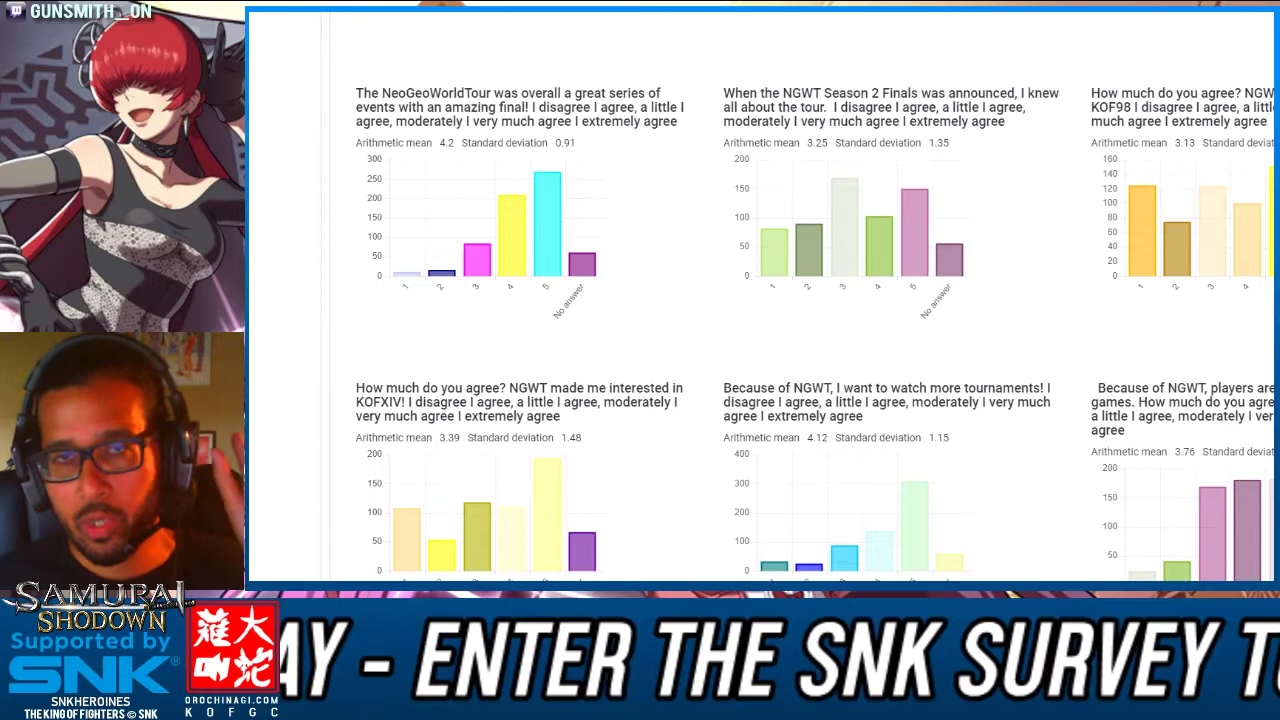 GUNSMITH__ON
The NeoGeoWorldTour was overall a great series of
events with an amazing final! I disagree I agree, a little I
agree, moderately I very much agree I extremely agree
Arithmetic mean 4.2 Standard deviation 0.91
300
250
200
150
100
50
0
1
2
3
4
5
No answer
When the NGWT Season 2 Finals was announced, I knew
all about the tour. I disagree I agree, a little I agree,
moderately I very much agree I extremely agree
Arithmetic mean 3.25 Standard deviation 1.35
200
150
100
50
0
1
2
3
4
5
No answer
How much do you agree? NGW
KOF98 I disagree I agree, a littl
much agree I extremely agree
Arithmetic mean 3.13 Standard deviat
160
140
120
100
80
60
40
20
0
1
2
3
4
How much do you agree? NGWT made me interested in
KOFXIV! I disagree I agree, a little I agree, moderately I
very much agree I extremely agree
Arithmetic mean 3.39 Standard deviation 1.48
200
150
100
50
0
Because of NGWT, I want to watch more tournaments! I
disagree I agree, a little I agree, moderately I very much
agree I extremely agree
Arithmetic mean 4.12 Standard deviation 1.15
400
300
200
100
0
Because of NGWT, players are
games. How much do you agre
a little I agree, moderately I ver
agree
Arithmetic mean 3.76 Standard deviat
200
150
100
50
SAMURAI
SHODOWN
Supported by
SNK®
SNKHEROINES
THE KING OF FIGHTERS © SNK
大蛇
薙叫
OROCHINAGI.COM
KOFGC
AY - ENTER THE SNK SURVEY TO